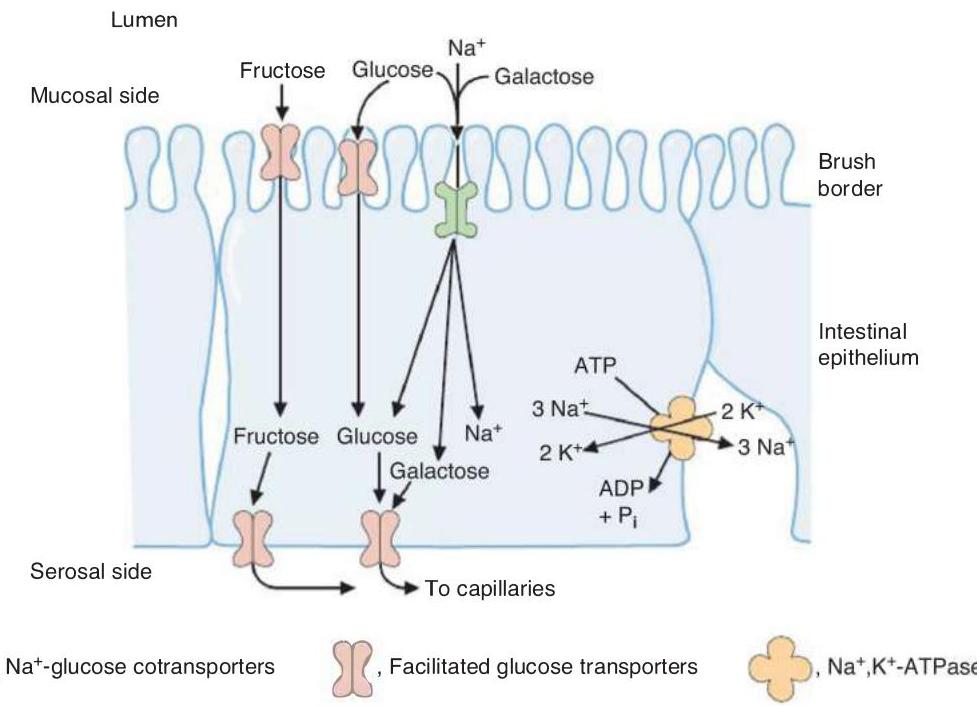 Lumen
Na⁺
Fructose
Glucose
Galactose
Mucosal side
Brush
border
Intestinal
epithelium
ATP
3 Na⁺
2 K⁺
2 K⁺
3 Na⁺
ADP
+ Pᵢ
Fructose
Glucose
Na⁺
Galactose
Serosal side
To capillaries
Na⁺-glucose cotransporters
, Facilitated glucose transporters
, Na⁺,K⁺-ATPase